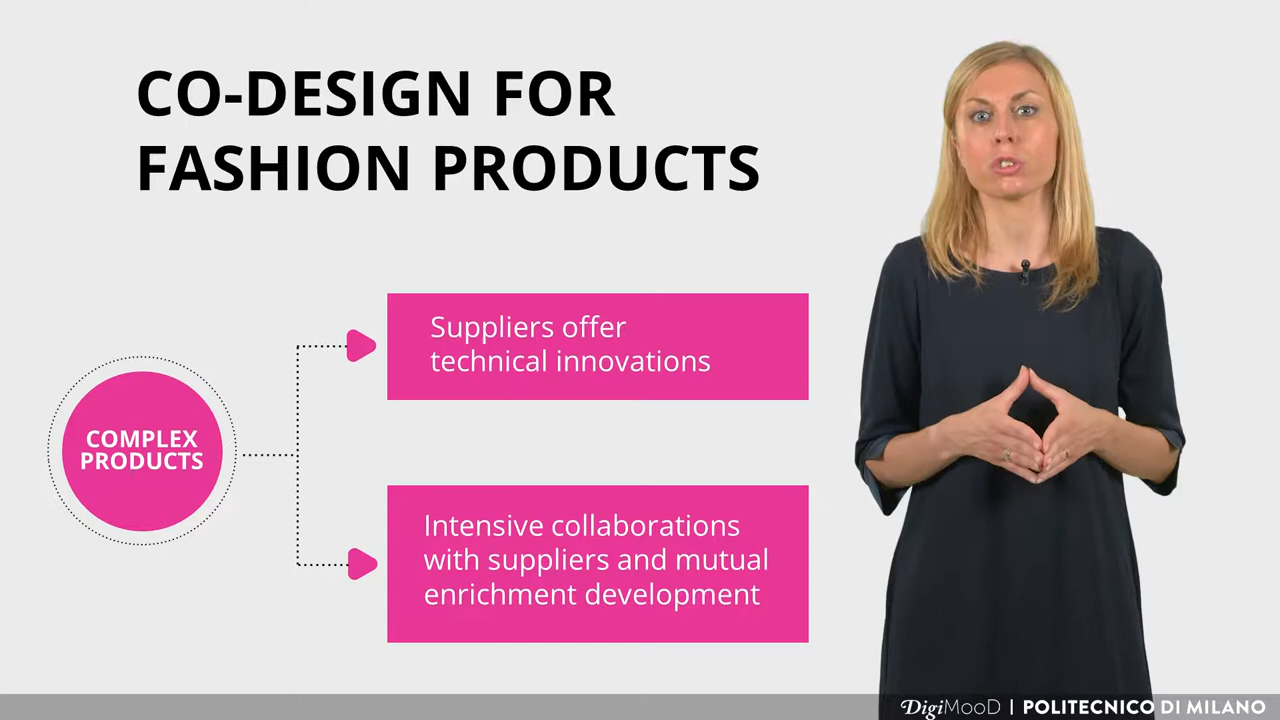 CO-DESIGN FOR
FASHION PRODUCTS
COMPLEX
PRODUCTS
Suppliers offer
technical innovations
Intensive collaborations
with suppliers and mutual
enrichment development
DigiMooD | POLITECNICO DI MILANO